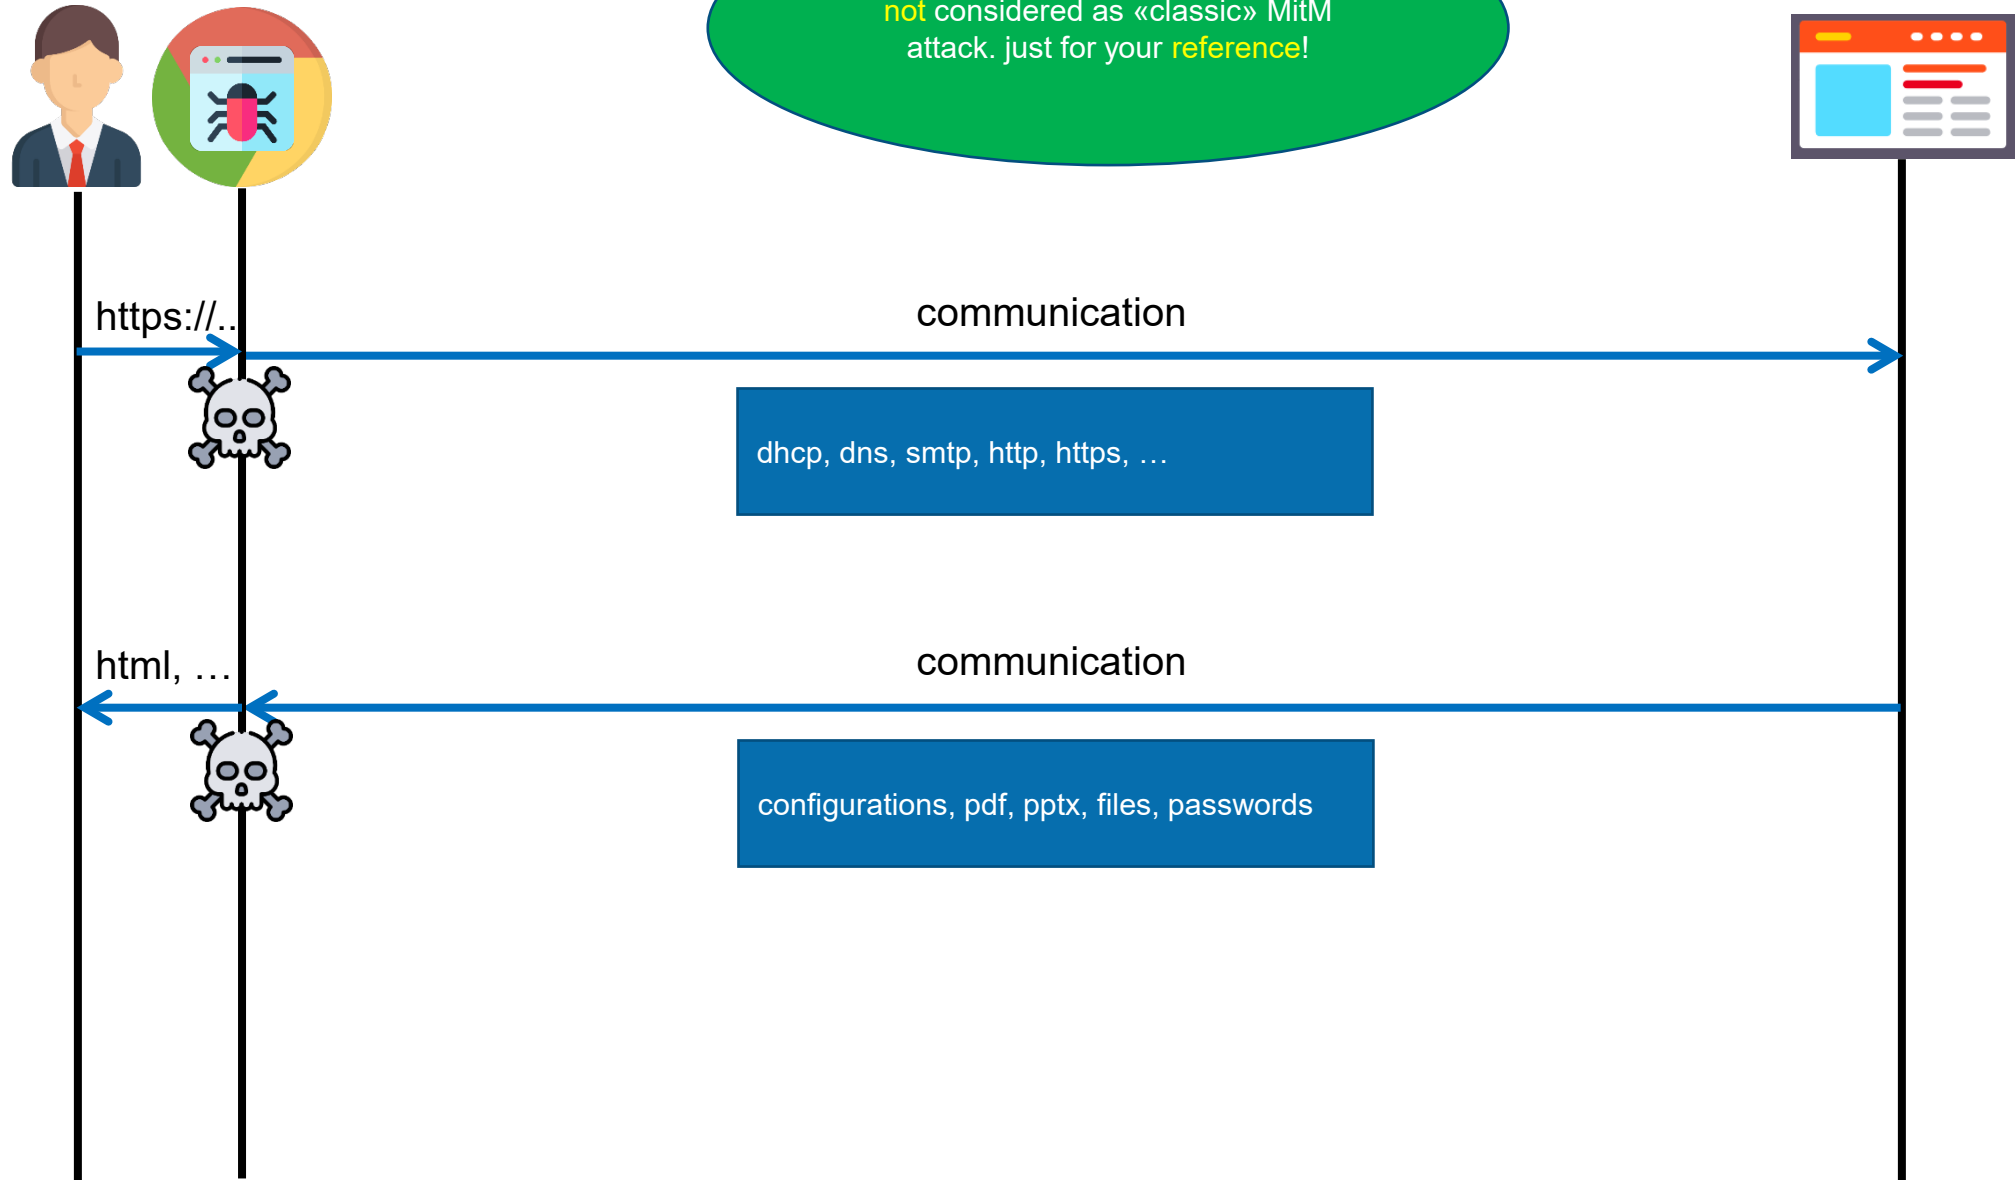 not considered as «classic» MitM
attack. just for your reference!
https://..
communication
dhcp, dns, smtp, http, https, …
html, …
communication
configurations, pdf, pptx, files, passwords